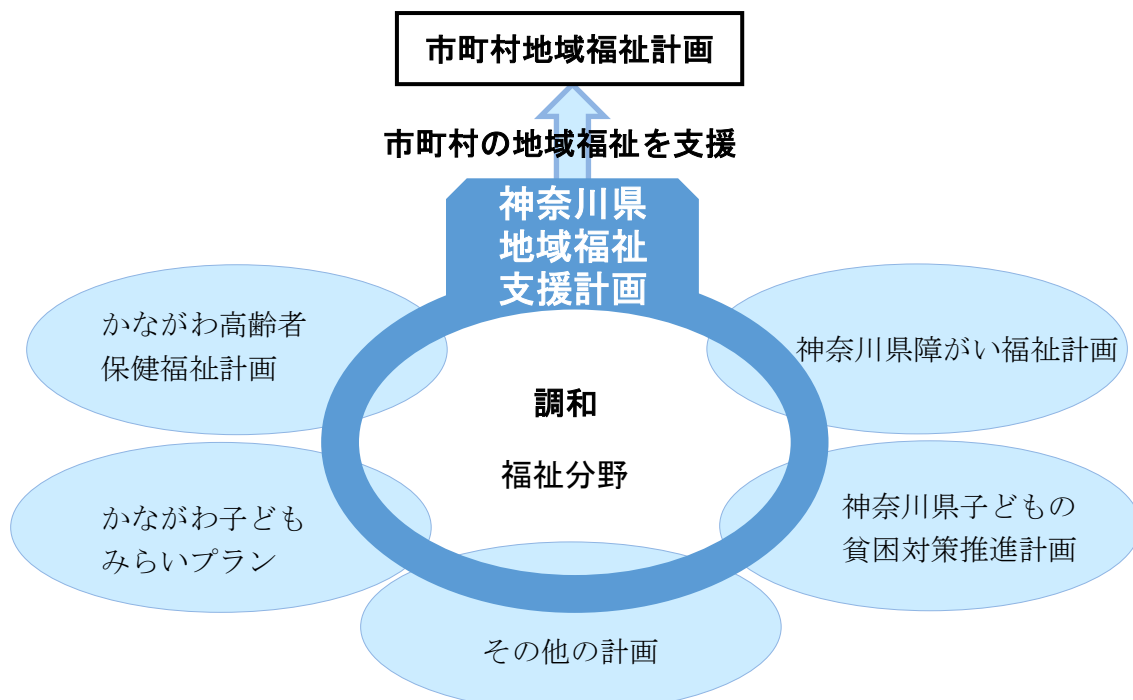 市町村地域福祉計画
市町村の地域福祉を支援
神奈川県
地域福祉
支援計画
かながわ高齢者
保健福祉計画
神奈川県障がい福祉計画
調和
福祉分野
かながわ子ども
みらいプラン
神奈川県子どもの
貧困対策推進計画
その他の計画